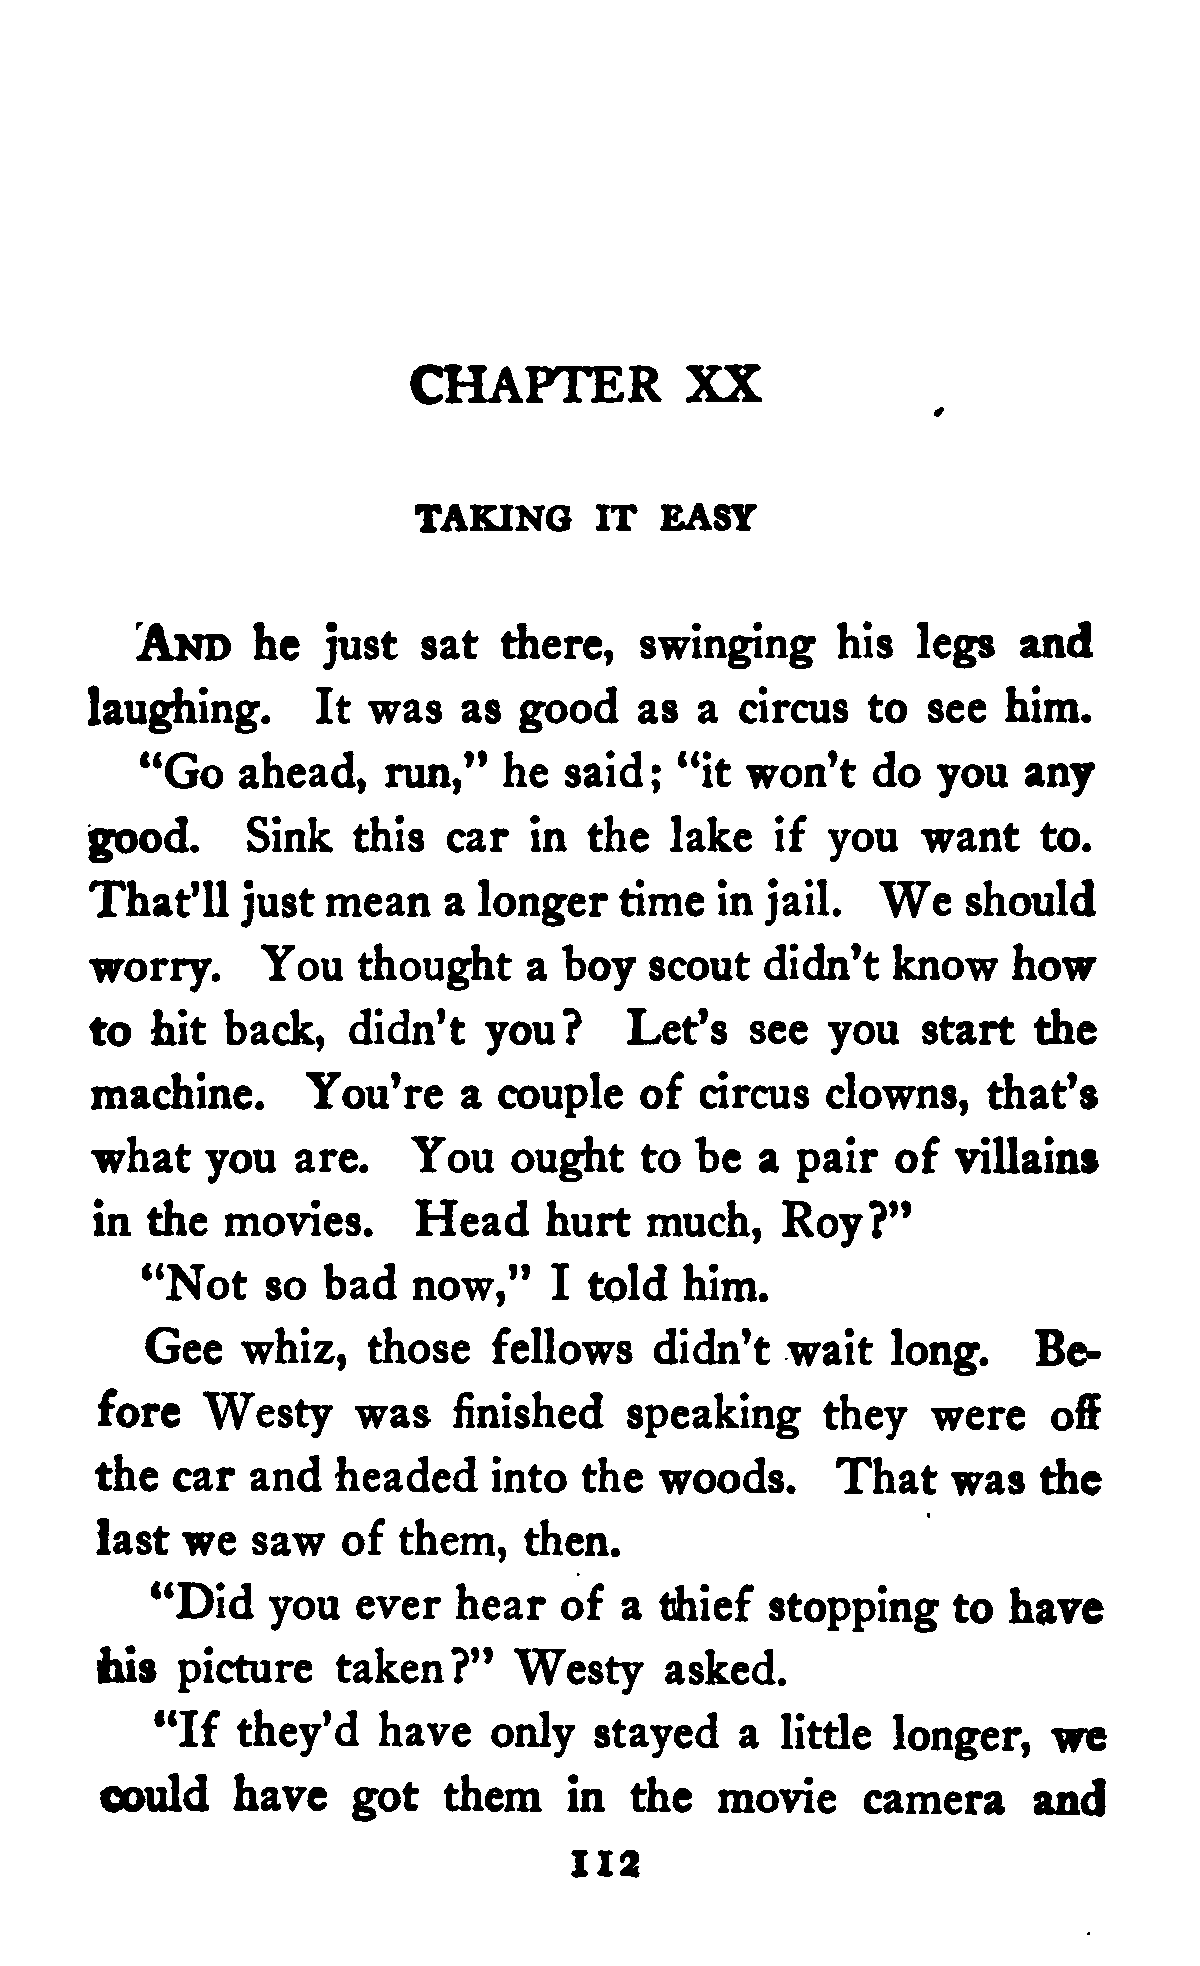 CHAPTER XX
TAKING IT EASY
AND he just sat there, swinging his legs and
laughing. It was as good as a circus to see him.
"Go ahead, run," he said; "it won't do you any
good. Sink this car in the lake if you want to.
That'll just mean a longer time in jail. We should
worry. You thought a boy scout didn't know how
to hit back, didn't you? Let's see you start the
machine. You're a couple of circus clowns, that's
what you are. You ought to be a pair of villains
in the movies. Head hurt much, Roy?"
"Not so bad now," I told him.
Gee whiz, those fellows didn't wait long. Be-
fore Westy was finished speaking they were off
the car and headed into the woods. That was the
last we saw of them, then.
"Did you ever hear of a thief stopping to have
his picture taken?" Westy asked.
"If they'd have only stayed a little longer, we
could have got them in the movie camera and
112